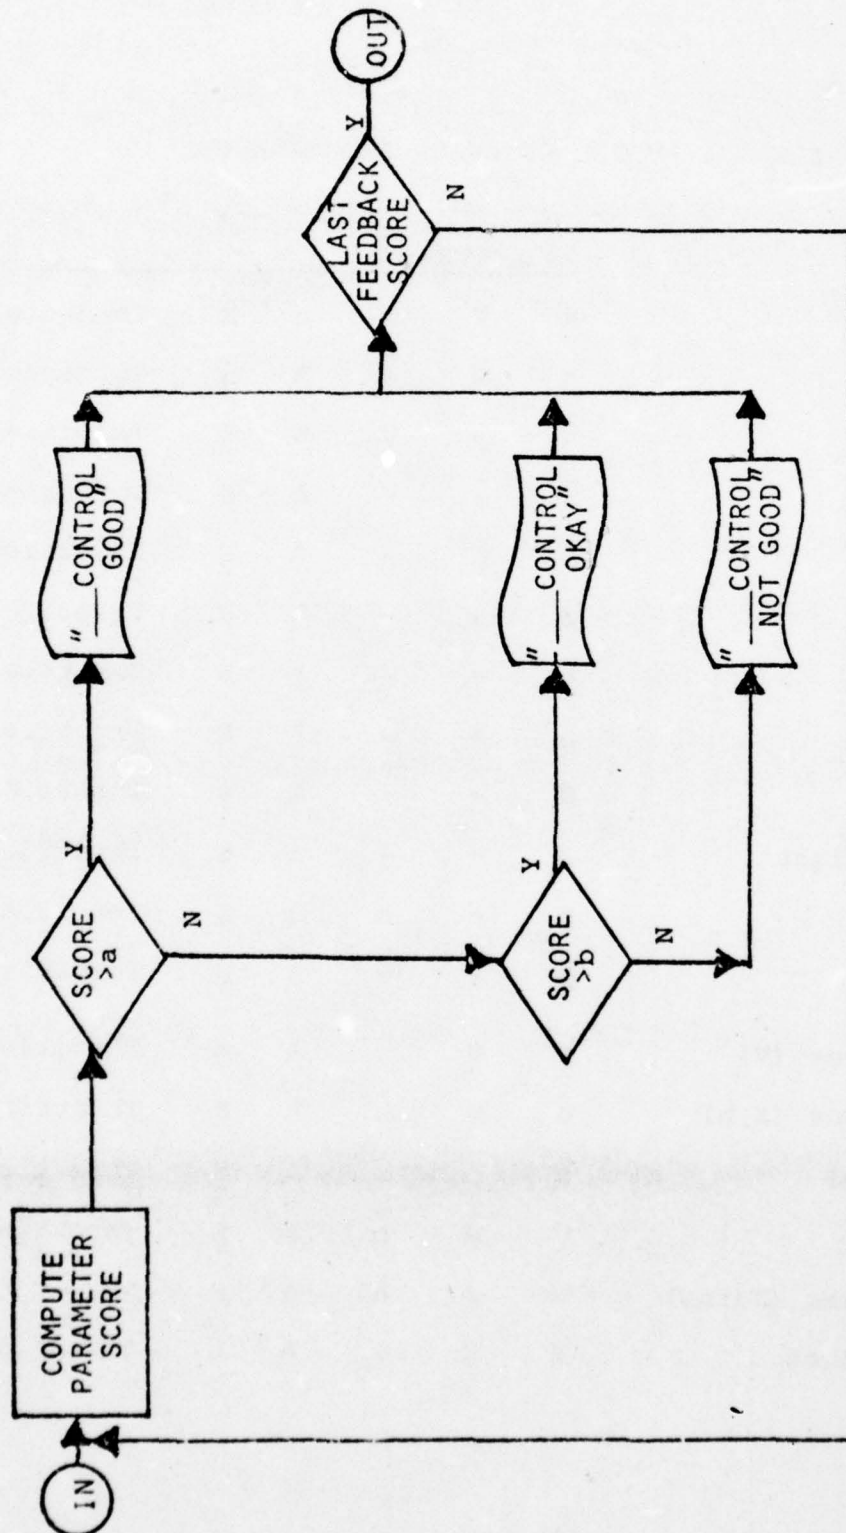 IN
COMPUTE
PARAMETER
SCORE
SCORE
>a
Y
N
"___CONTROL
GOOD"
SCORE
>b
Y
N
"___CONTROL
OKAY"
"___CONTROL
NOT GOOD"
LAST
FEEDBACK
SCORE
Y
N
OUT